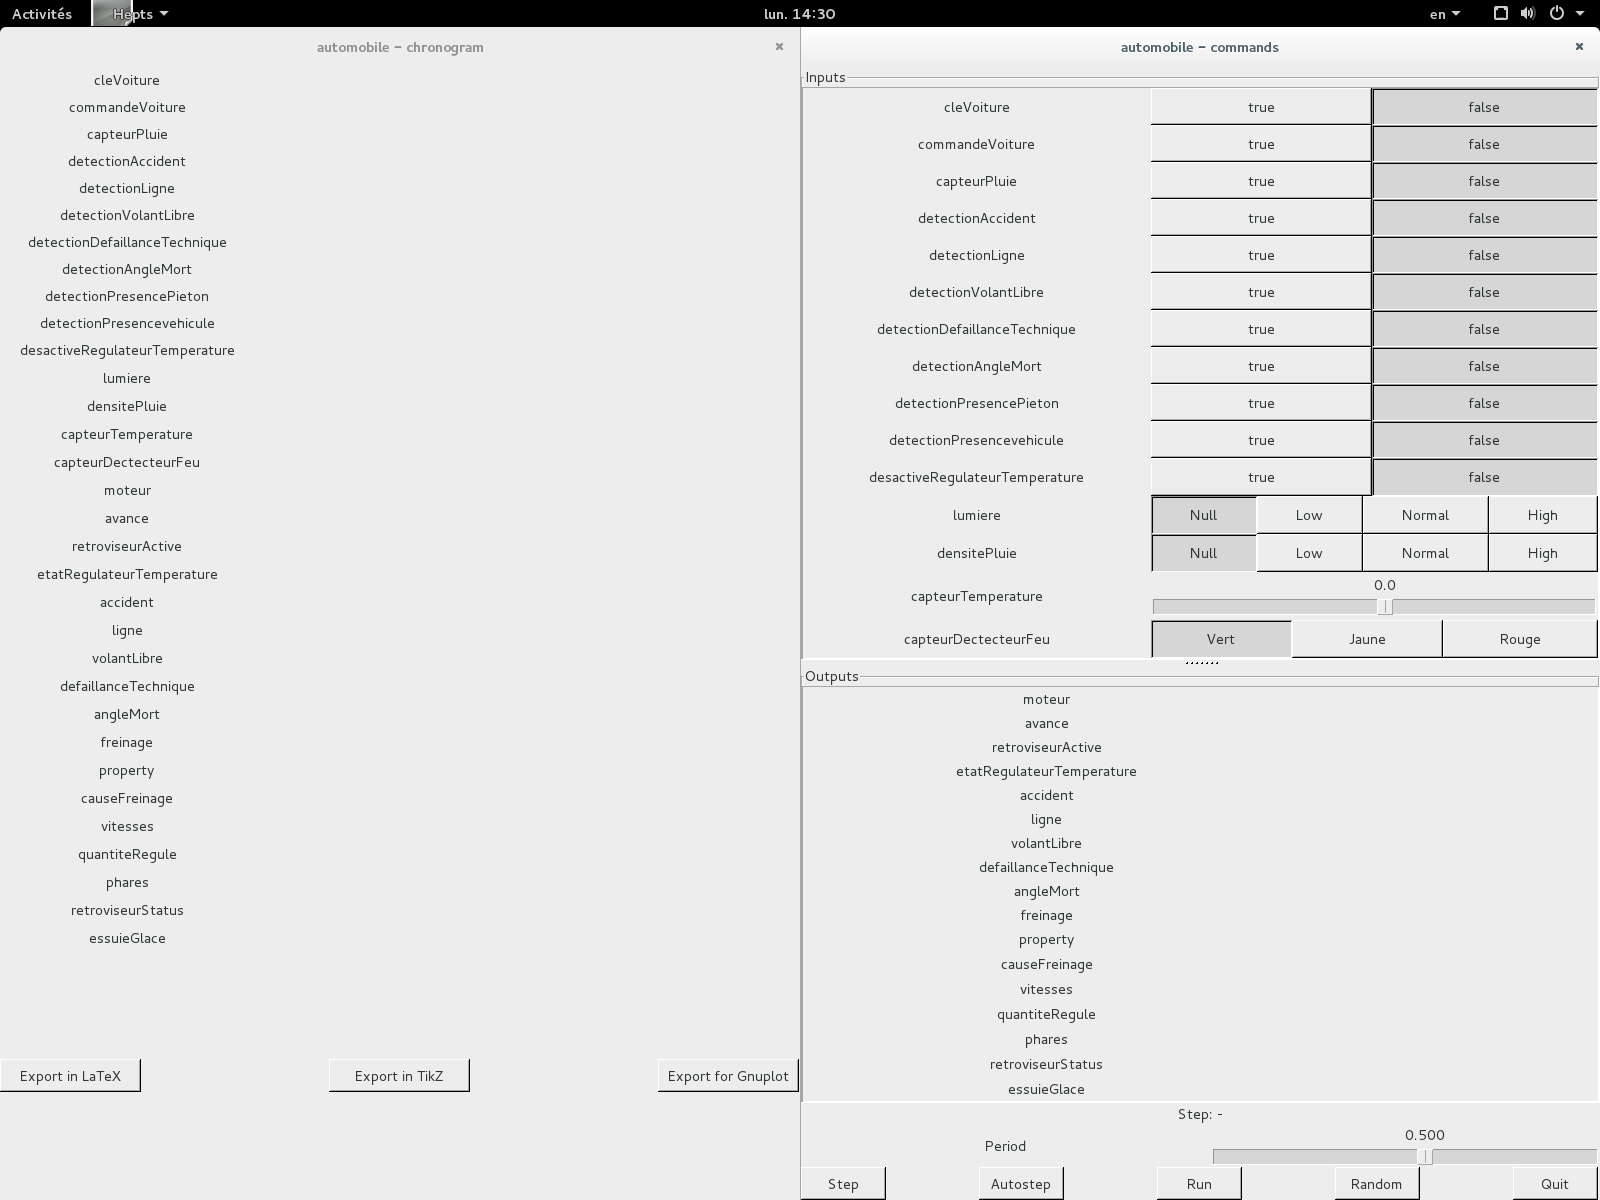 Activités Hepts lun. 14:30 en
automobile – chronogram
cleVoiture
commandeVoiture
capteurPluie
detectionAccident
detectionLigne
detectionVolantLibre
detectionDefaillanceTechnique
detectionAngleMort
detectionPresencePieton
detectionPresencevehicule
desactiveRegulateurTemperature
lumiere
densitePluie
capteurTemperature
capteurDectecteurFeu
moteur
avance
retroviseurActive
etatRegulateurTemperature
accident
ligne
volantLibre
defaillanceTechnique
angleMort
freinage
property
causeFreinage
vitesses
quantiteRegule
phares
retroviseurStatus
essuieGlace
Export in LaTeX Export in TikZ Export for Gnuplot
automobile – commands
Inputs
cleVoiture true false
commandeVoiture true false
capteurPluie true false
detectionAccident true false
detectionLigne true false
detectionVolantLibre true false
detectionDefaillanceTechnique true false
detectionAngleMort true false
detectionPresencePieton true false
detectionPresencevehicule true false
desactiveRegulateurTemperature true false
lumiere Null Low Normal High
densitePluie Null Low Normal High
0.0
capteurTemperature
capteurDectecteurFeu Vert Jaune Rouge
Outputs
moteur
avance
retroviseurActive
etatRegulateurTemperature
accident
ligne
volantLibre
defaillanceTechnique
angleMort
freinage
property
causeFreinage
vitesses
quantiteRegule
phares
retroviseurStatus
essuieGlace
Step: -
0.500
Period
Step Autostep Run Random Quit